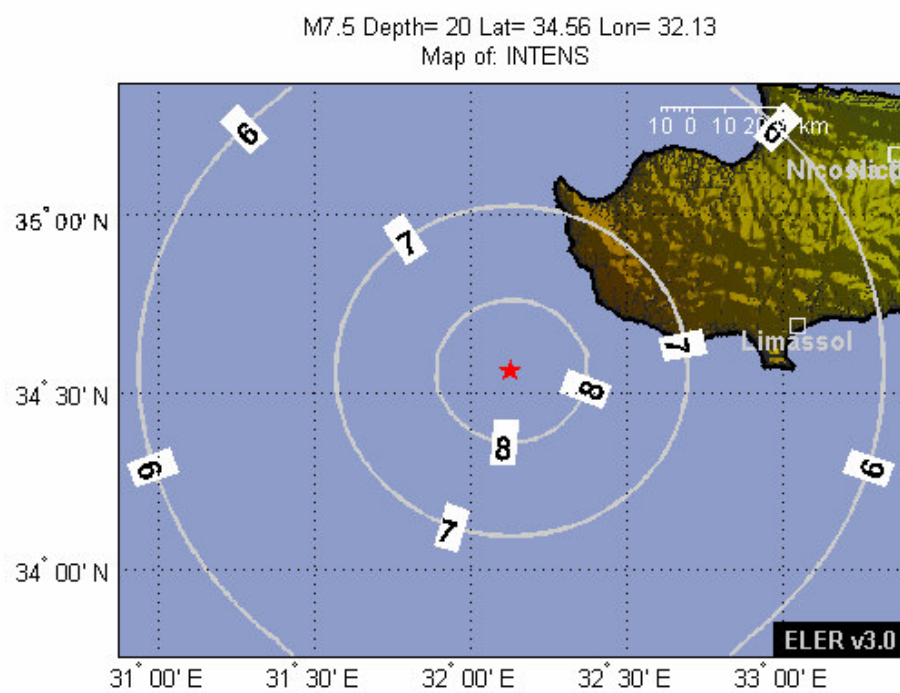 M7.5 Depth= 20 Lat= 34.56 Lon= 32.13
Map of: INTENS
6
6
10 0 10 20 km
Nicosia
35° 00' N
7
7
Limassol
34° 30' N
8
8
6
6
7
34° 00' N
ELER v3.0
31° 00' E 31° 30' E 32° 00' E 32° 30' E 33° 00' E